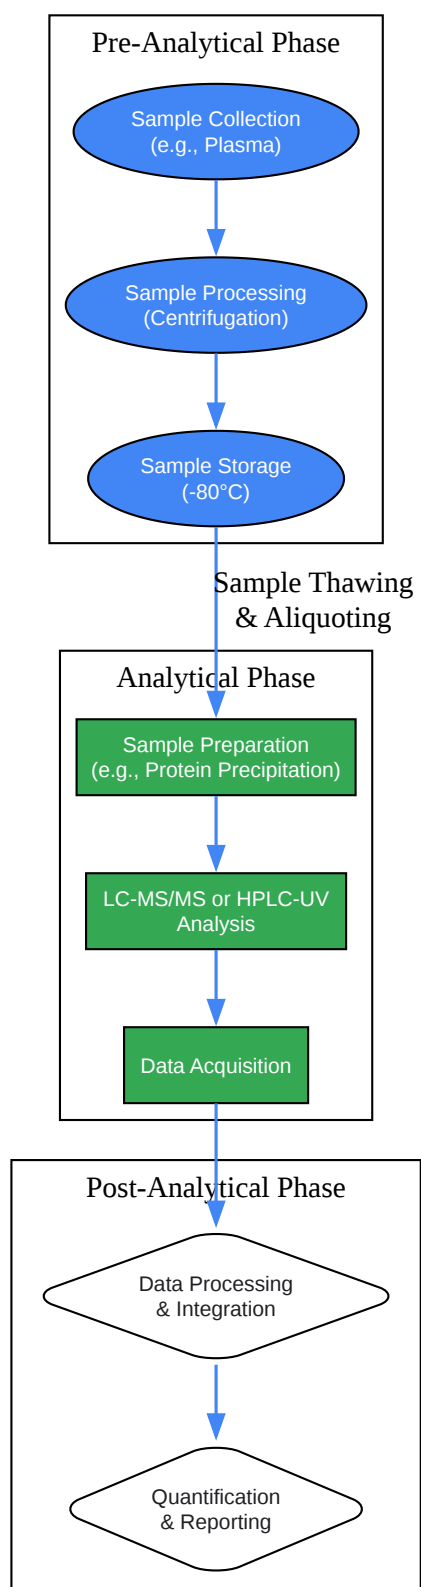 Pre-Analytical Phase
Sample Collection
(e.g., Plasma)
Sample Processing
(Centrifugation)
Sample Storage
(-80°C)
Sample Thawing
& Aliquoting
Analytical Phase
Sample Preparation
(e.g., Protein Precipitation)
LC-MS/MS or HPLC-UV
Analysis
Data Acquisition
Post-Analytical Phase
Data Processing
& Integration
Quantification
& Reporting